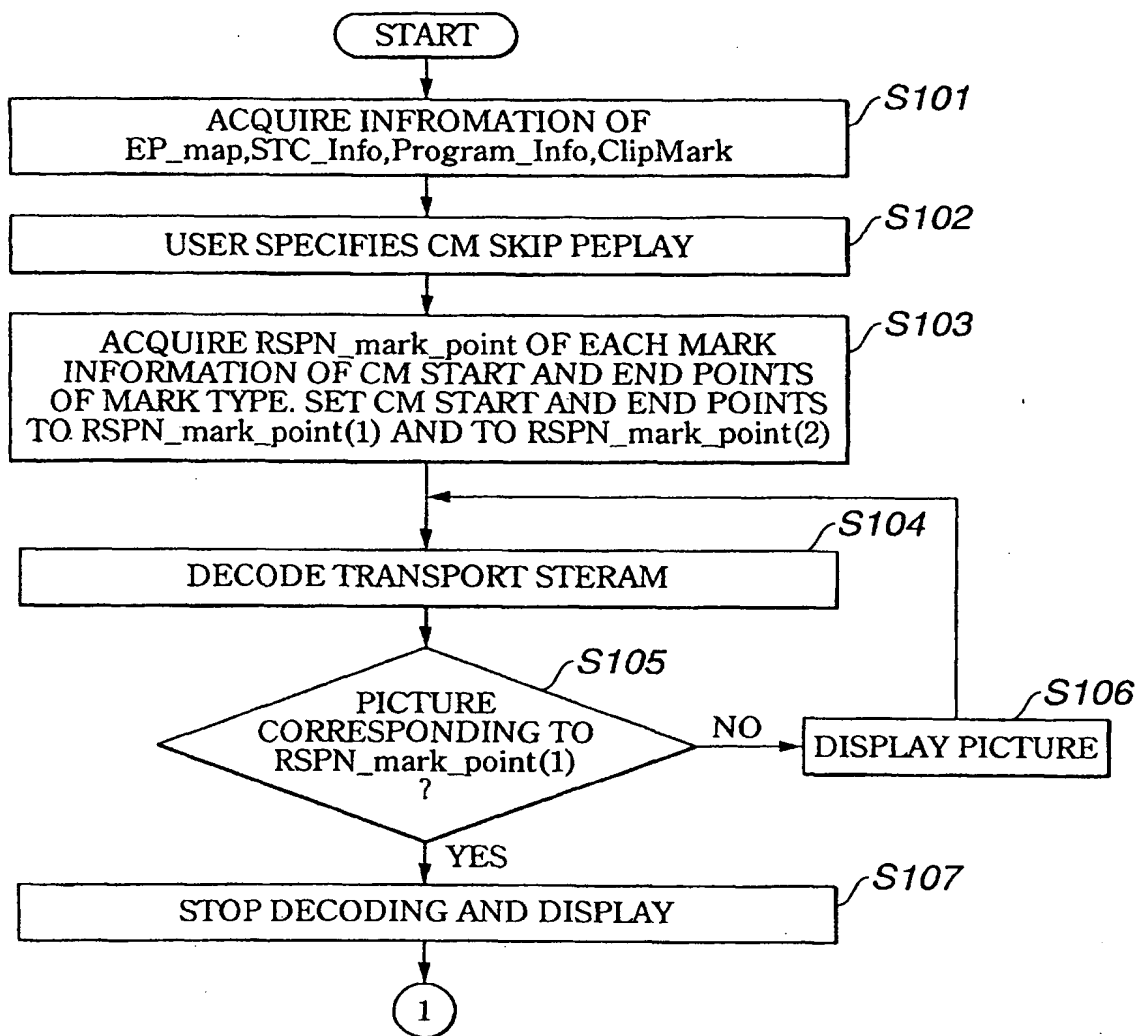 START
S101
ACQUIRE INFROMATION OF
EP_map,STC_Info,Program_Info,ClipMark
S102
USER SPECIFIES CM SKIP PEPLAY
S103
ACQUIRE RSPN_mark_point OF EACH MARK
INFORMATION OF CM START AND END POINTS
OF MARK TYPE. SET CM START AND END POINTS
TO RSPN_mark_point(1) AND TO RSPN_mark_point(2)
S104
DECODE TRANSPORT STERAM
S105
PICTURE
CORRESPONDING TO
RSPN_mark_point(1)
?
NO
S106
DISPLAY PICTURE
YES
S107
STOP DECODING AND DISPLAY
1